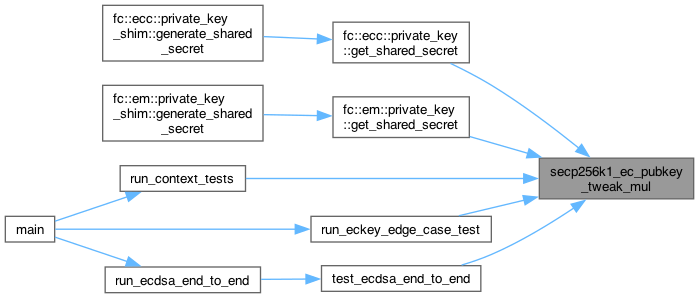 fc::ecc::private_key
_shim::generate_shared
_secret
fc::ecc::private_key
::get_shared_secret
fc::em::private_key
_shim::generate_shared
_secret
fc::em::private_key
::get_shared_secret
secp256k1_ec_pubkey
_tweak_mul
run_context_tests
main
run_eckey_edge_case_test
run_ecdsa_end_to_end
test_ecdsa_end_to_end